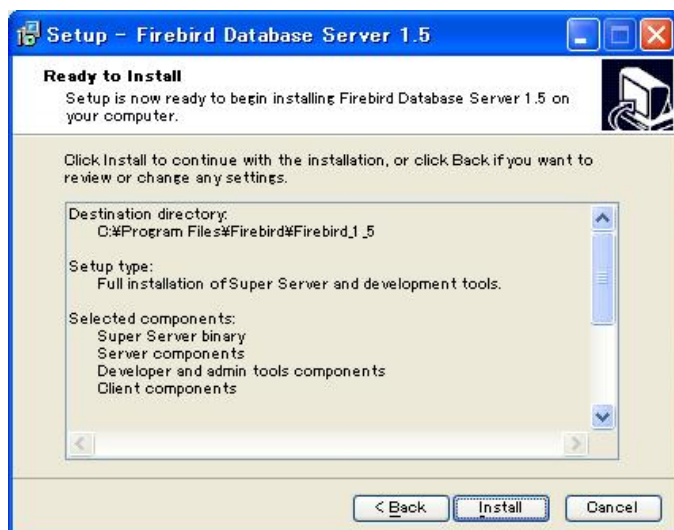 Setup - Firebird Database Server 1.5
Ready to Install
Setup is now ready to begin installing Firebird Database Server 1.5 on
your computer.
Click Install to continue with the installation, or click Back if you want to
review or change any settings.
Destination directory:
C:¥Program Files¥Firebird¥Firebird_1_5
Setup type:
Full installation of Super Server and development tools.
Selected components:
Super Server binary
Server components
Developer and admin tools components
Client components
< Back
Install
Cancel